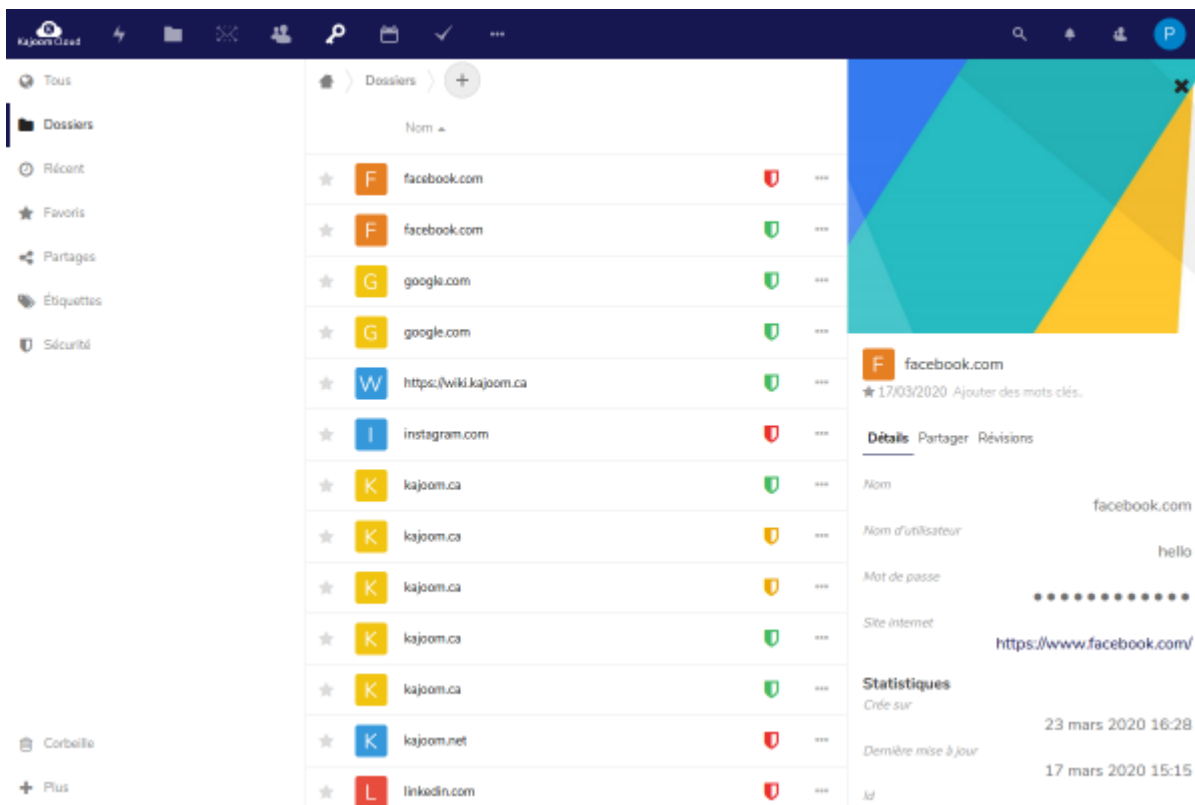 Kajoom Cloud
P
Tous
Dossiers
Récent
Favoris
Partages
Étiquettes
Sécurité
Corbeille
Plus
Dossiers
Nom
F facebook.com
F facebook.com
G google.com
G google.com
W https://wiki.kajoom.ca
I instagram.com
K kajoom.ca
K kajoom.ca
K kajoom.ca
K kajoom.ca
K kajoom.ca
K kajoom.net
L linkedin.com
F facebook.com
17/03/2020 Ajouter des mots clés.
Détails Partager Révisions
Nom
facebook.com
Nom d'utilisateur
hello
Mot de passe
●●●●●●●●●●●●
Site internet
https://www.facebook.com/
Statistiques
Crée sur
23 mars 2020 16:28
Dernière mise à jour
17 mars 2020 15:15
Id